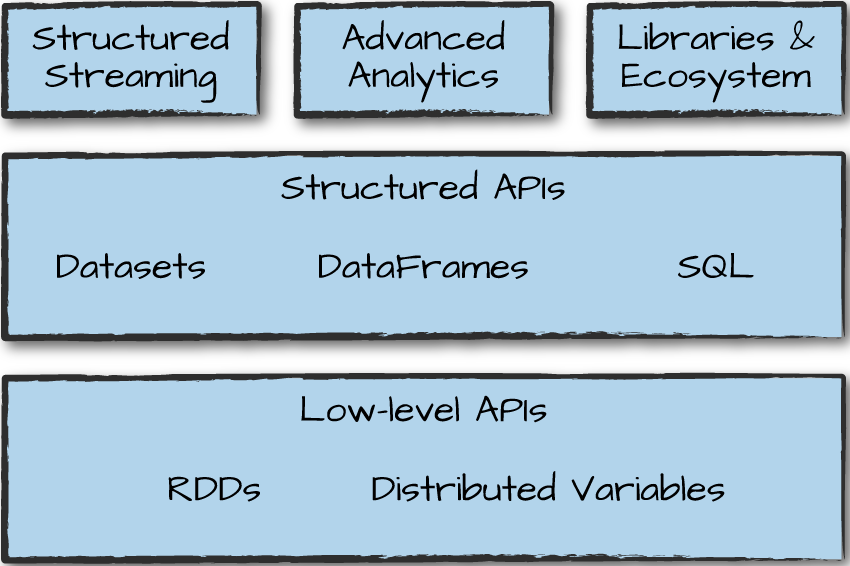 Structured
Streaming
Advanced
Analytics
Libraries &
Ecosystem
Structured APIs
Datasets DataFrames SQL
Low-level APIs
RDDs Distributed Variables